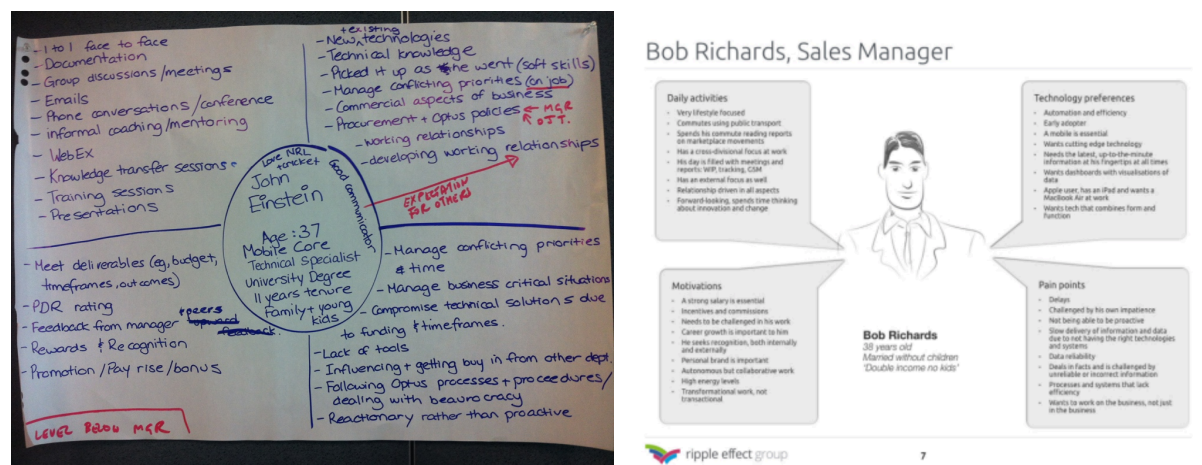 - 1 to 1 face to face
- Documentation
- Group discussions/meetings
- Emails
- Phone conversations/conference
- informal coaching/mentoring
- WebEx
- Knowledge transfer sessions
- Training sessions
- Presentations
+ existing
- New technologies
- Technical knowledge
- Picked it up as he went (soft skills)
- Manage conflicting priorities (on job)
- Commercial aspects of business
- Procurement + Optus policies ← MGR
← OJT.
- working relationships
- developing working relationships
EXPECTATION
FOR OTHERS
Love NRL
+ cricket
Good communicator
John
Einstein
Age: 37
Mobile Core
Technical Specialist
University Degree
11 years tenure
Family + young
kids
- Meet deliverables (eg, budget,
timeframes, outcomes)
- PDR rating
- Feedback from manager + peers
upward
feedback
- Rewards & Recognition
- Promotion/Pay rise/bonus
LEVEL BELOW MGR
- Manage conflicting priorities
& time
- Manage business critical situations
- Compromise technical solutions due
to funding & timeframes.
- Lack of tools
- Influencing + getting buy in from other dept.
- Following Optus processes + proceedures/
dealing with beaurocracy
- Reactionary rather than proactive
Bob Richards, Sales Manager
Daily activities
• Very lifestyle focused
• Commutes using public transport
• Spends his commute reading reports
on marketplace movements
• Has a cross-divisional focus at work
• His day is filled with meetings and
reports; WIP, tracking, GSM
• Has an external focus as well
• Relationship driven in all aspects
• Forward-looking, spends time thinking
about innovation and change
Technology preferences
• Automation and efficiency
• Early adopter
• A mobile is essential
• Wants cutting edge technology
• Needs the latest, up-to-the-minute
information at his fingertips at all times
• Wants dashboards with visualisations of
data
• Apple user, has an iPad and wants a
MacBook Air at work
• Wants tech that combines form and
function
Motivations
• A strong salary is essential
• Incentives and commissions
• Needs to be challenged in his work
• Career growth is important to him
• He seeks recognition, both internally
and externally
• Personal brand is important
• Autonomous but collaborative work
• High energy levels
• Transformational work, not
transactional
Bob Richards
38 years old
Married without children
'Double income no kids'
Pain points
• Delays
• Challenged by his own impatience
• Not being able to be proactive
• Slow delivery of information and data
due to not having the right technologies
and systems
• Data reliability
• Deals in facts and is challenged by
unreliable or incorrect information
• Processes and systems that lack
efficiency
• Wants to work on the business, not just
in the business
ripple effect group
7